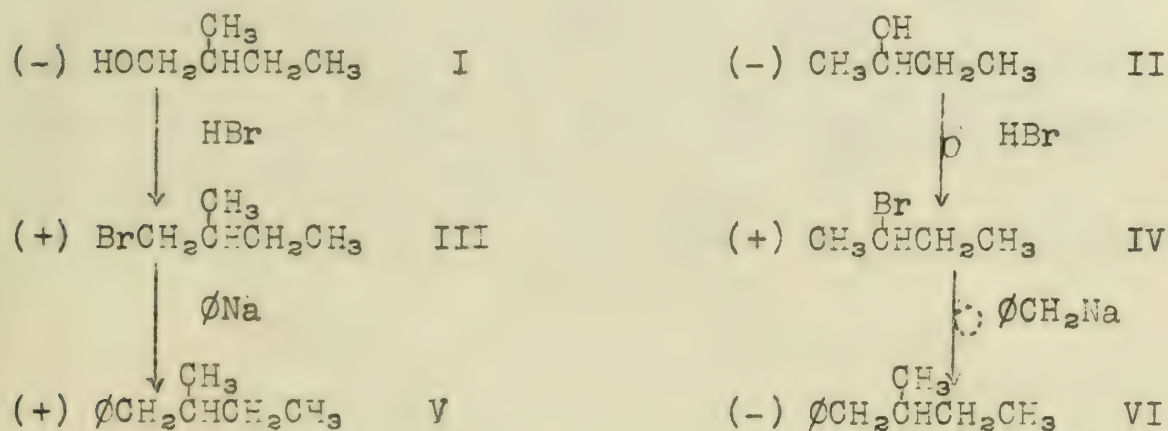 CH₃ OH
(-) HOCH₂CHCH₂CH₃ I (-) CH₃CHCH₂CH₃ II
HBr HBr
CH₃ Br
(+) BrCH₂CHCH₂CH₃ III (+) CH₃CHCH₂CH₃ IV
ØNa ØCH₂Na
CH₃ CH₃
(+) ØCH₂CHCH₂CH₃ V (-) ØCH₂CHCH₂CH₃ VI